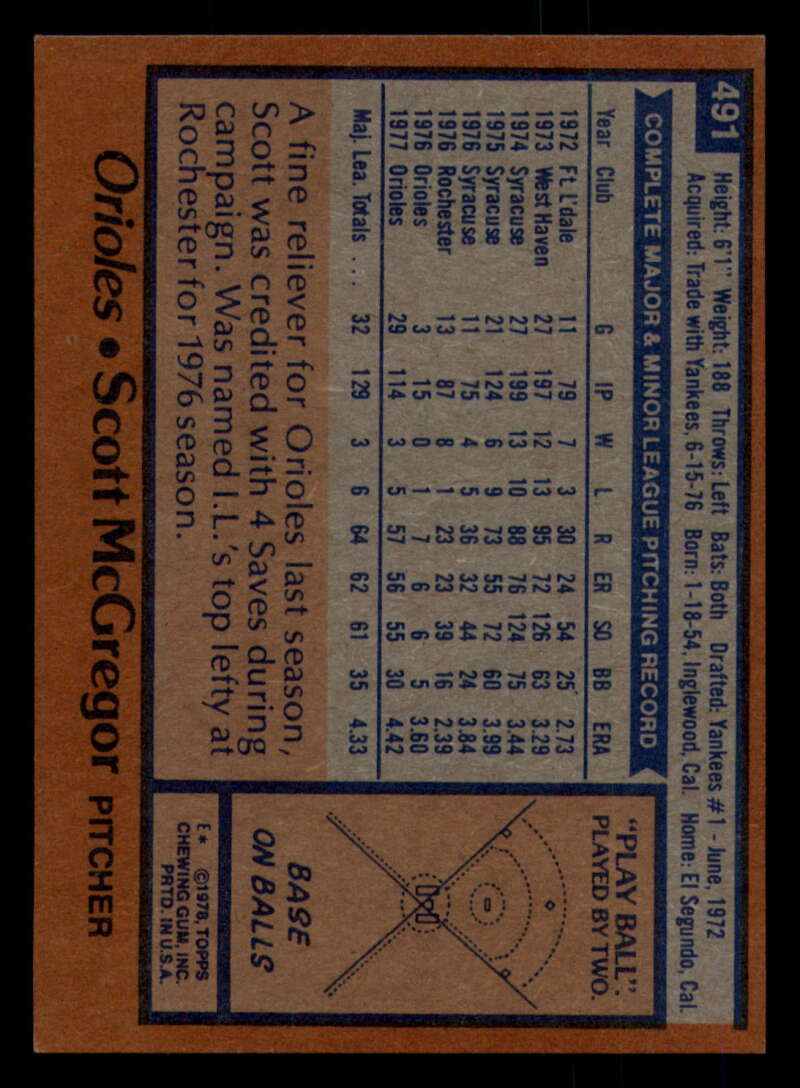 491
Height: 6'1" Weight: 188 Throws: Left Bats: Both Drafted: Yankees #1 - June, 1972
Acquired: Trade with Yankees, 6-15-76 Born: 1-18-54, Inglewood, Cal. Home: El Segundo, Cal.
COMPLETE MAJOR & MINOR LEAGUE PITCHING RECORD
Year Club G IP W L R ER SO BB ERA
1972 Ft. L'dale 11 79 7 3 30 24 54 25 2.73
1973 West Haven 27 197 12 13 95 72 126 63 3.29
1974 Syracuse 27 199 13 10 88 76 124 75 3.44
1975 Syracuse 21 124 6 9 73 55 72 60 3.99
1976 Syracuse 11 75 4 5 36 32 44 24 3.84
1976 Rochester 13 87 8 1 23 23 39 16 2.39
1976 Orioles 3 15 0 1 7 6 6 5 3.60
1977 Orioles 29 114 3 5 57 56 55 30 4.42
Maj. Lea. Totals . . . 32 129 3 6 64 62 61 35 4.33
A fine reliever for Orioles last season,
Scott was credited with 4 Saves during
campaign. Was named I.L.'s top lefty at
Rochester for 1976 season.
"PLAY BALL".
PLAYED BY TWO.
BASE
ON BALLS
E* ©1978, TOPPS
CHEWING GUM, INC.
PRTD. IN U.S.A.
Orioles • Scott McGregor PITCHER